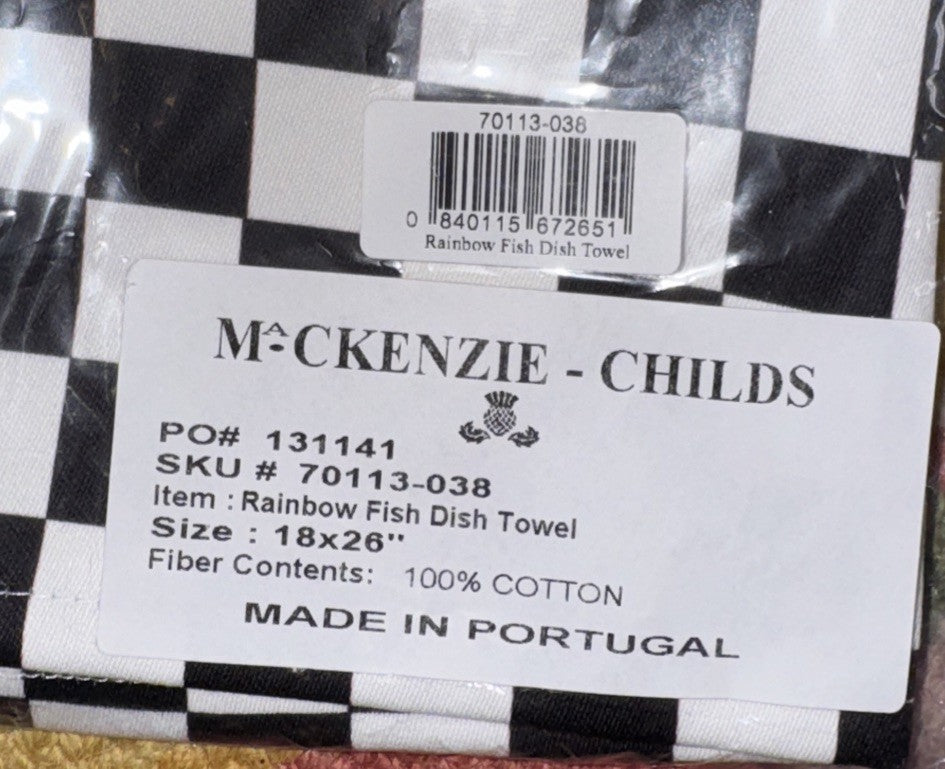 70113-038
0 840115 672651
Rainbow Fish Dish Towel
MACKENZIE - CHILDS
PO# 131141
SKU # 70113-038
Item : Rainbow Fish Dish Towel
Size : 18x26"
Fiber Contents: 100% COTTON
MADE IN PORTUGAL